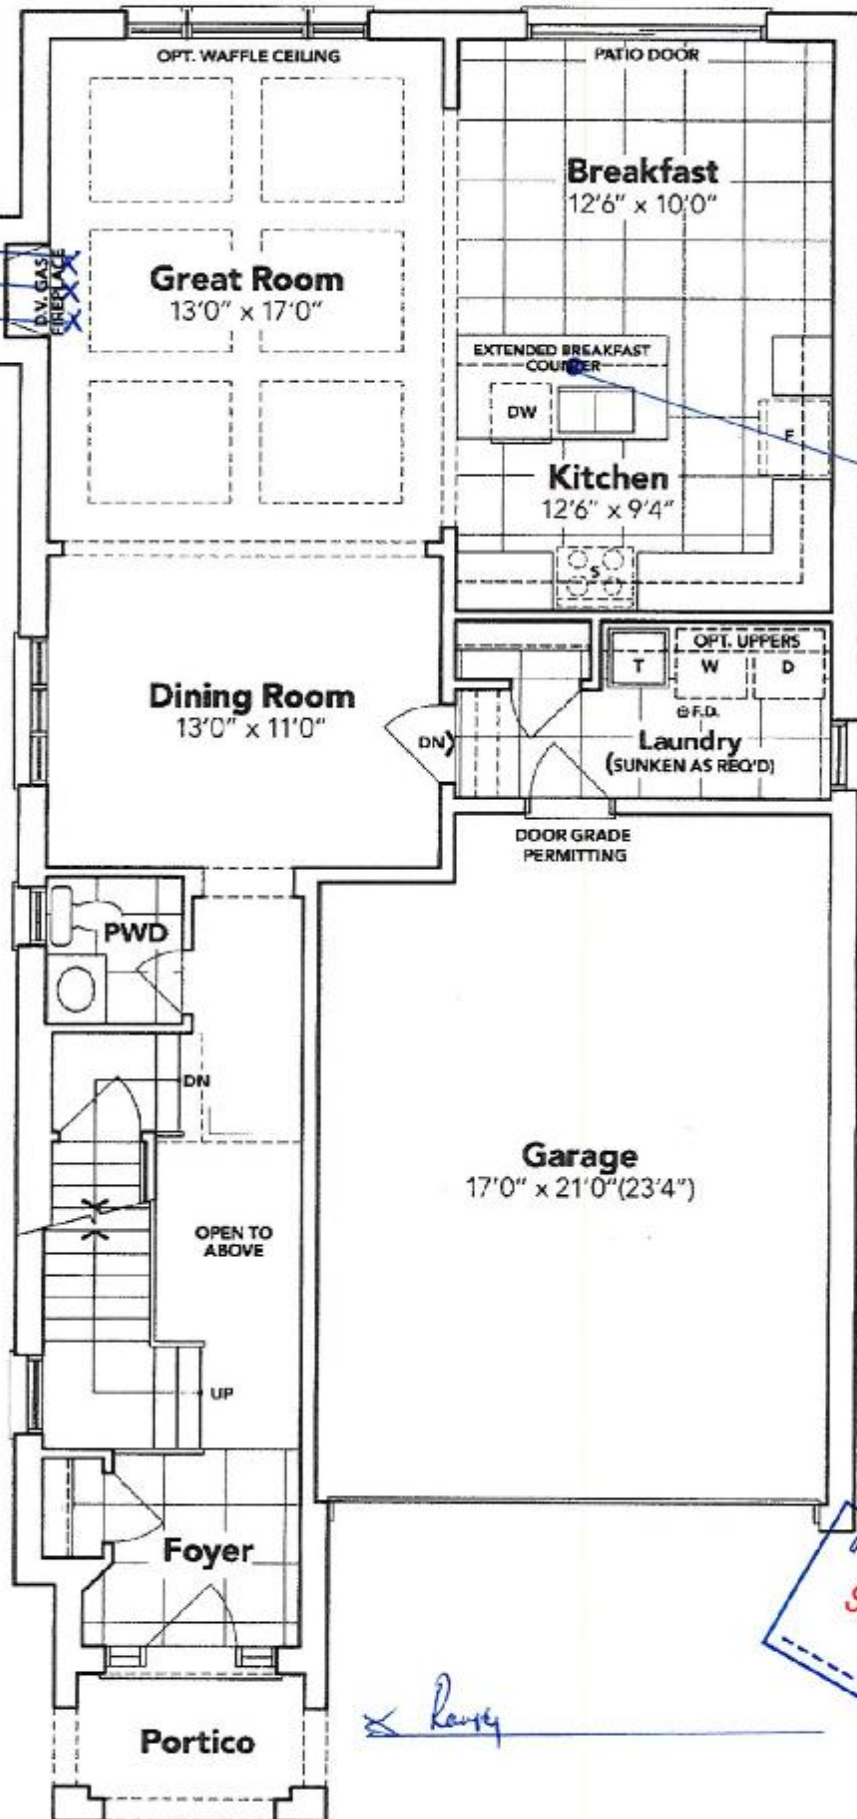 OPT. WAFFLE CEILING
PATIO DOOR
Breakfast
12'6" x 10'0"
Great Room
13'0" x 17'0"
D.V. GAS
FIREPLACE
EXTENDED BREAKFAST
COUNTER
DW
F
Kitchen
12'6" x 9'4"
S
OPT. UPPERS
T
W
D
F.D.
Laundry
(SUNKEN AS REQ'D)
Dining Room
13'0" x 11'0"
DN
DOOR GRADE
PERMITTING
PWD
DN
Garage
17'0" x 21'0"(23'4")
OPEN TO
ABOVE
UP
Foyer
Portico